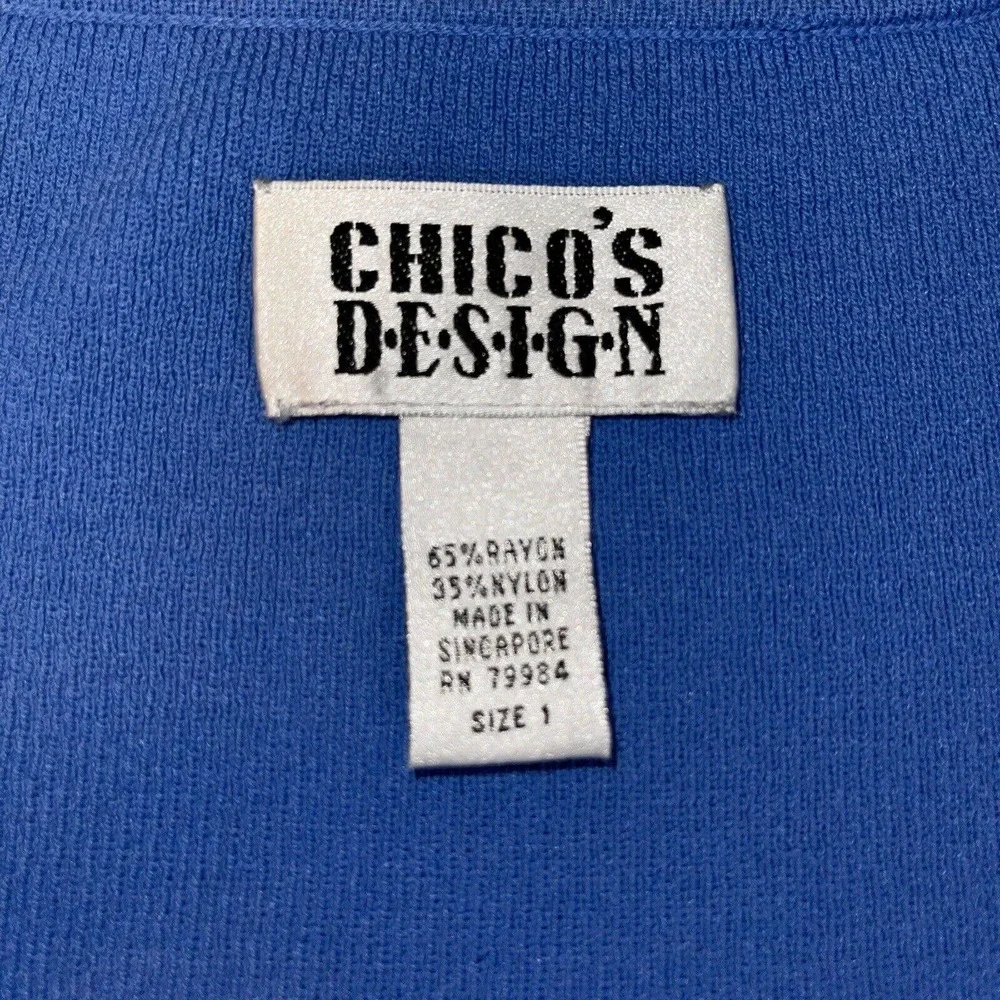 CHICO'S
D•E•S•I•G•N
65%RAYON
35%NYLON
MADE IN
SINGAPORE
RN 79984
SIZE 1